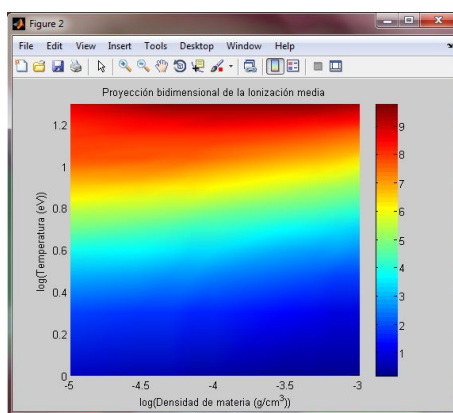 Figure 2
File Edit View Insert Tools Desktop Window Help
Proyección bidimensional de la Ionización media
1.2
1
0.8
0.6
0.4
0.2
0
log(Temperatura (eV))
-5 -4.5 -4 -3.5 -3
log(Densidad de materia (g/cm³))
9
8
7
6
5
4
3
2
1